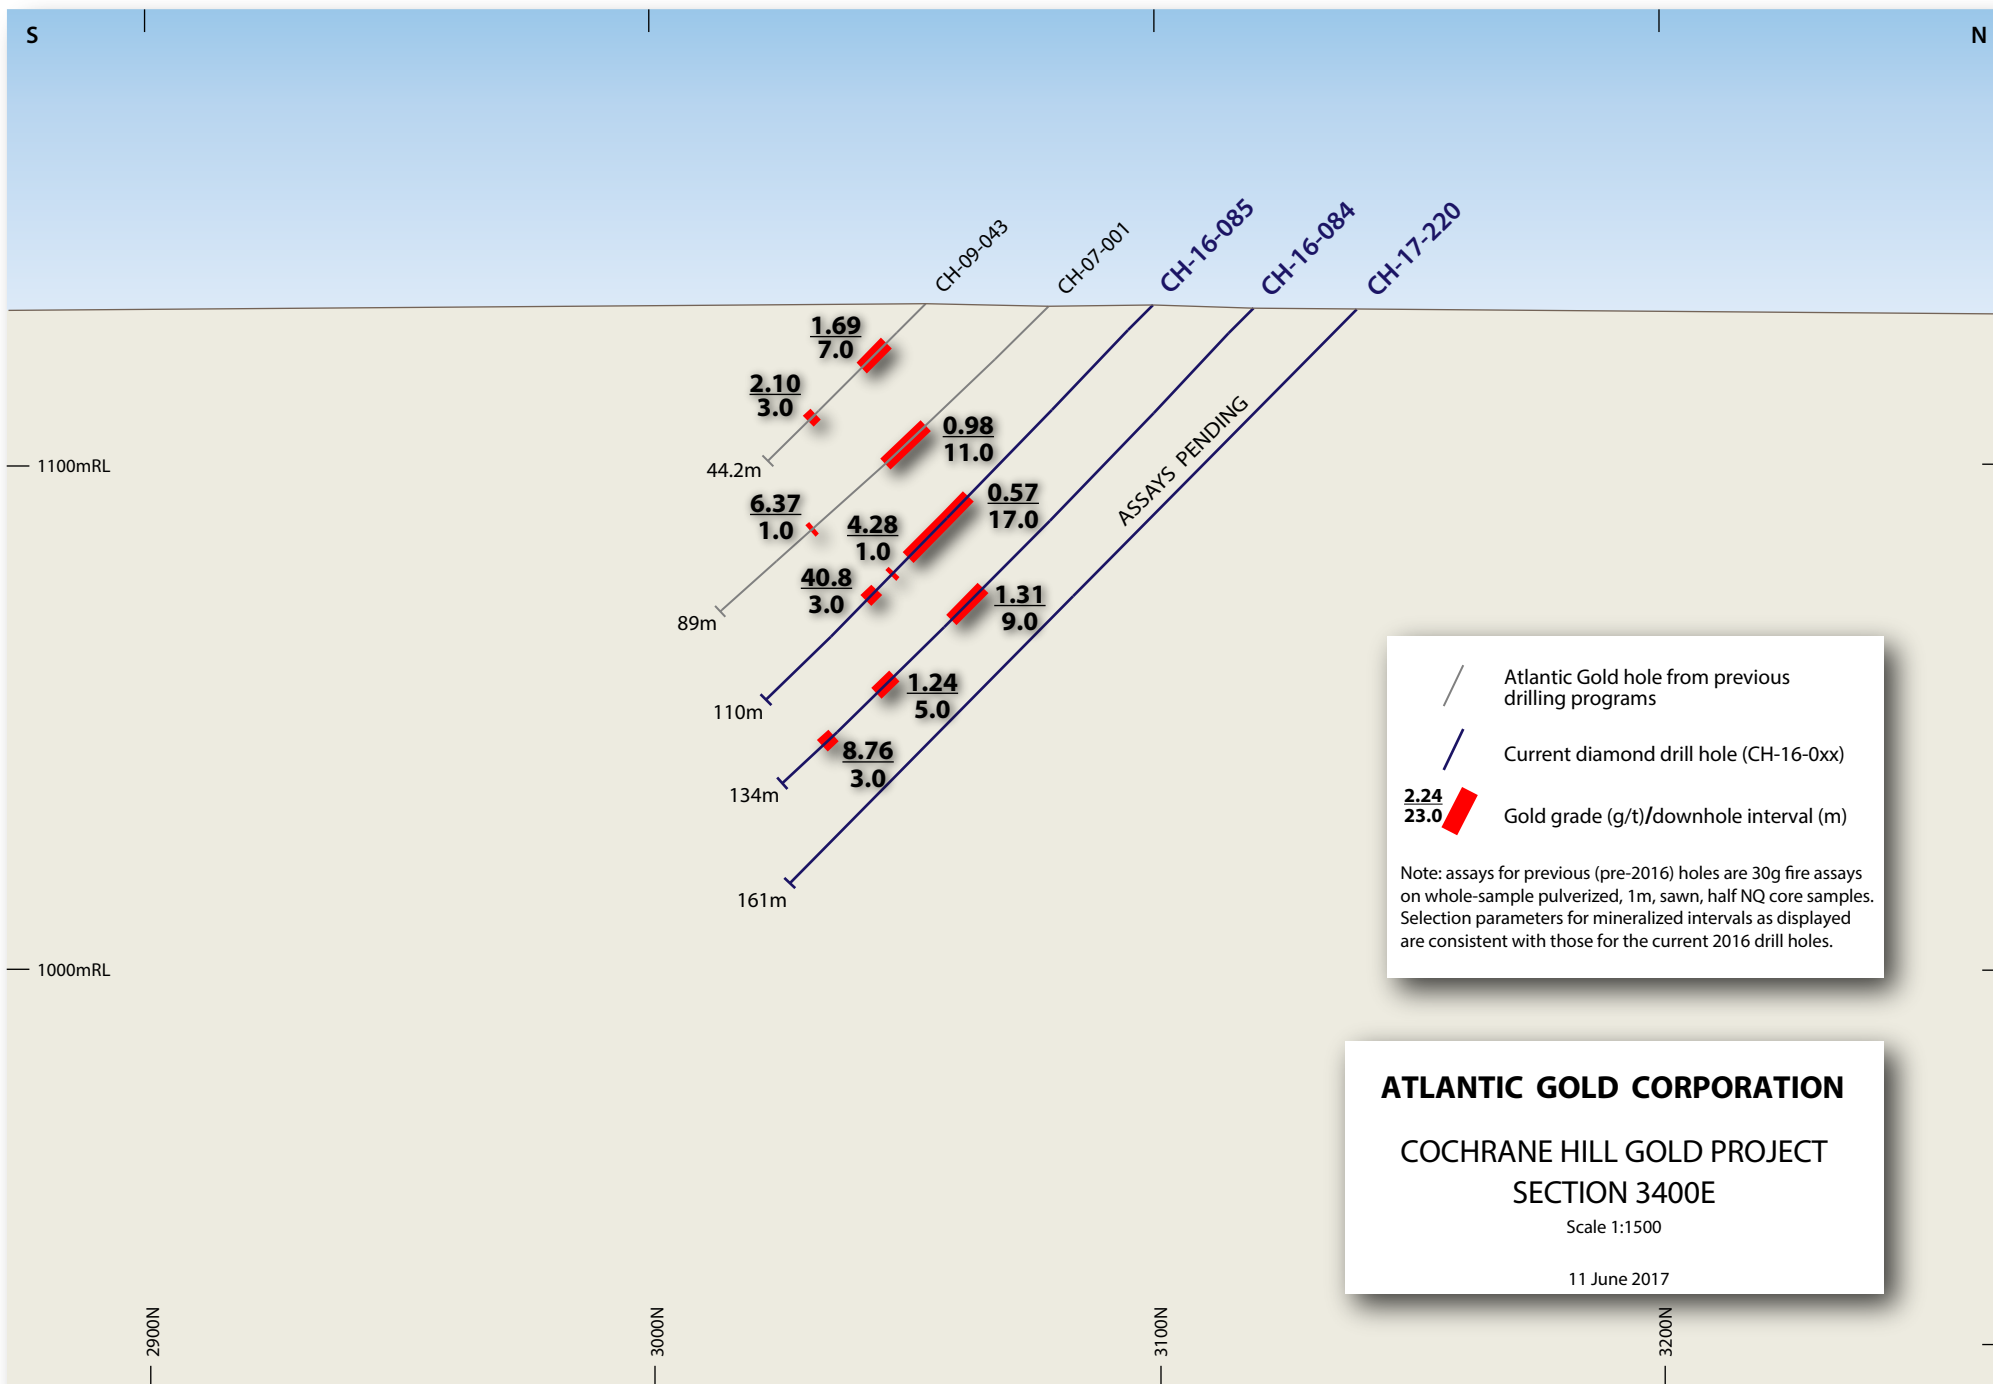 S
N
CH-09-043
CH-07-001
CH-16-085
CH-16-084
CH-17-220
1.69
7.0
2.10
3.0
44.2m
0.98
11.0
6.37
1.0
89m
0.57
17.0
4.28
1.0
40.8
3.0
110m
1.31
9.0
1.24
5.0
8.76
3.0
134m
ASSAYS PENDING
161m
1100mRL
1000mRL
Atlantic Gold hole from previous
drilling programs
Current diamond drill hole (CH-16-0xx)
2.24
23.0
Gold grade (g/t)/downhole interval (m)
Note: assays for previous (pre-2016) holes are 30g fire assays
on whole-sample pulverized, 1m, sawn, half NQ core samples.
Selection parameters for mineralized intervals as displayed
are consistent with those for the current 2016 drill holes.
ATLANTIC GOLD CORPORATION
COCHRANE HILL GOLD PROJECT
SECTION 3400E
Scale 1:1500
11 June 2017
2900N
3000N
3100N
3200N